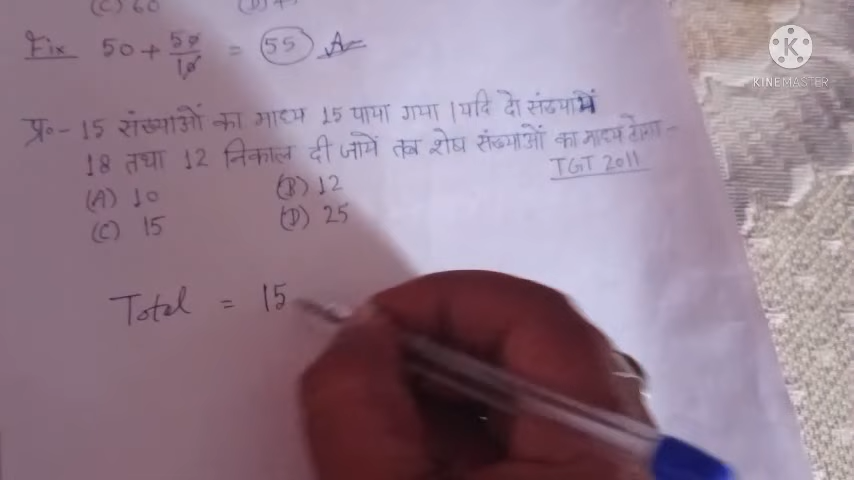 (C) 60 (D)
Fix 50 + 50/10 = 55 A
प्र०- 15 संख्याओं का माध्य 15 पाया गया । यदि दो संख्यायें
18 तथा 12 निकाल दी जायें तब शेष संख्याओं का माध्य होगा -
TGT 2011
(A) 10 (B) 12
(C) 15 (D) 25
Total = 15
K
KINEMASTER